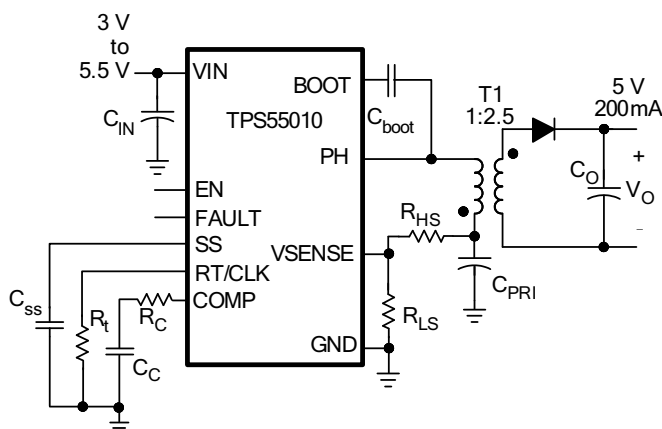 3 V
to
5.5 V
VIN
BOOT
C_IN
TPS55010
C_boot
T1
1:2.5
5 V
200mA
PH
EN
FAULT
SS
RT/CLK
COMP
VSENSE
GND
R_HS
R_LS
C_PRI
C_O
+
V_O
-
C_ss
R_t
R_C
C_C